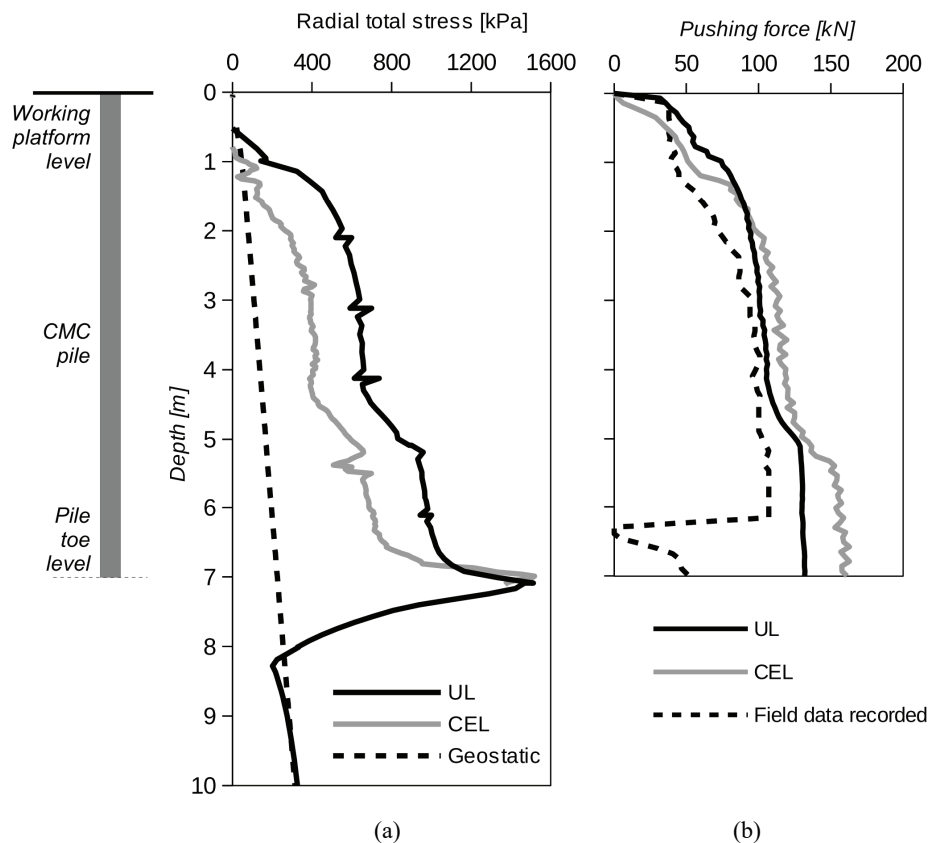 Radial total stress [kPa]
0 400 800 1200 1600
Pushing force [kN]
0 50 100 150 200
Working
platform
level
CMC
pile
Pile
toe
level
Depth [m]
0
1
2
3
4
5
6
7
8
9
10
UL
CEL
Geostatic
UL
CEL
Field data recorded
(a)
(b)